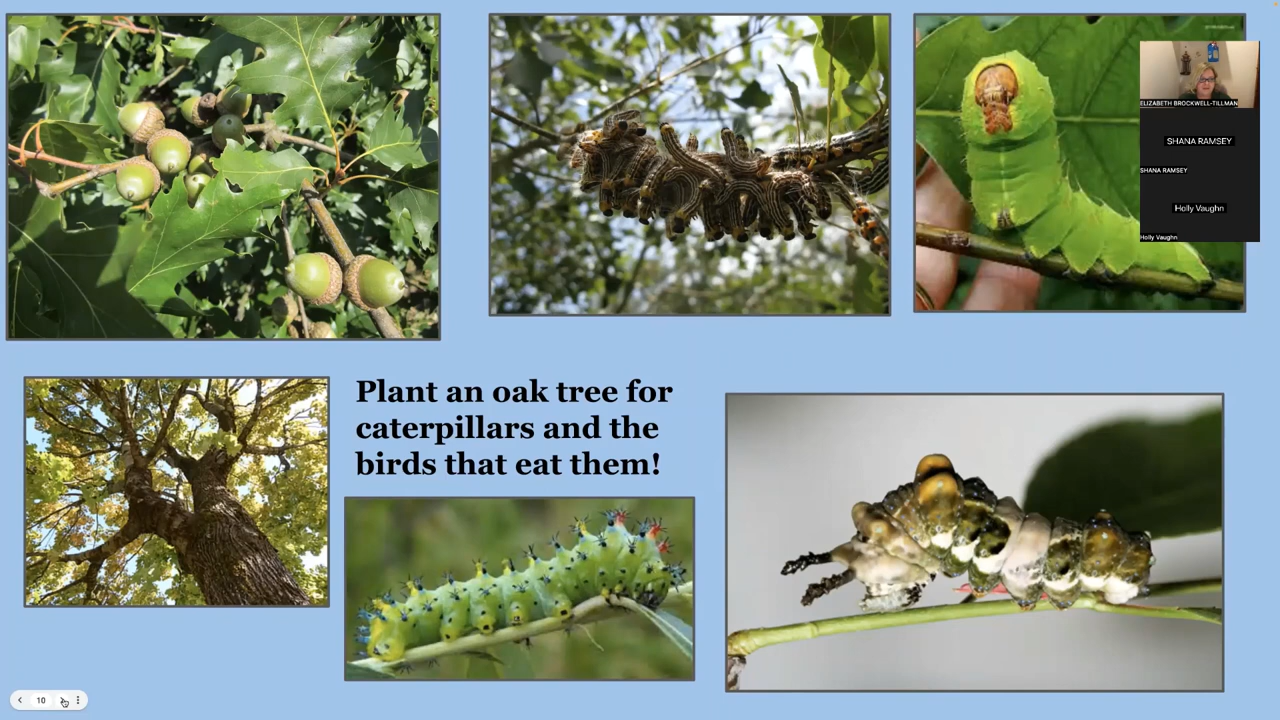 ELIZABETH BROCKWELL-TILLMAN
SHANA RAMSEY
SHANA RAMSEY
Holly Vaughn
Holly Vaughn
Plant an oak tree for
caterpillars and the
birds that eat them!
10